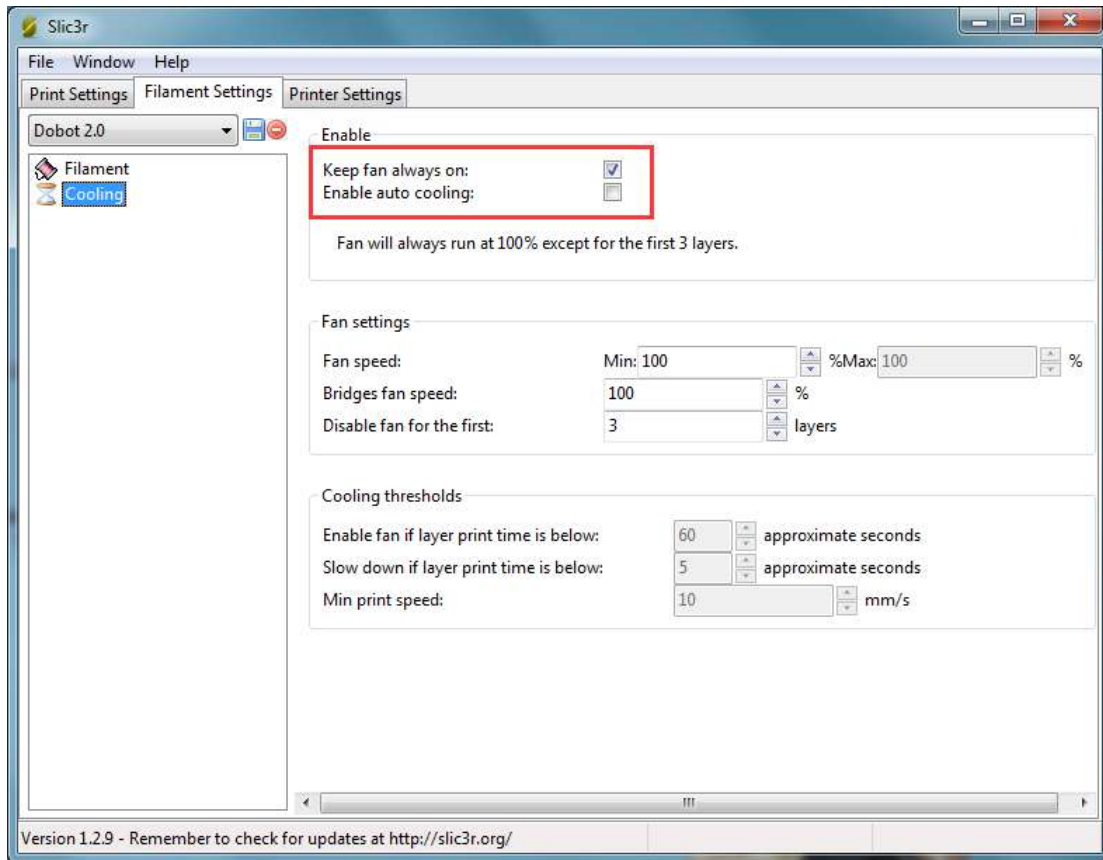 Slic3r
File Window Help
Print Settings Filament Settings Printer Settings
Dobot 2.0
Filament
Cooling
Enable
Keep fan always on:
Enable auto cooling:
Fan will always run at 100% except for the first 3 layers.
Fan settings
Fan speed: Min: 100 %Max: 100 %
Bridges fan speed: 100 %
Disable fan for the first: 3 layers
Cooling thresholds
Enable fan if layer print time is below: 60 approximate seconds
Slow down if layer print time is below: 5 approximate seconds
Min print speed: 10 mm/s
Version 1.2.9 - Remember to check for updates at http://slic3r.org/